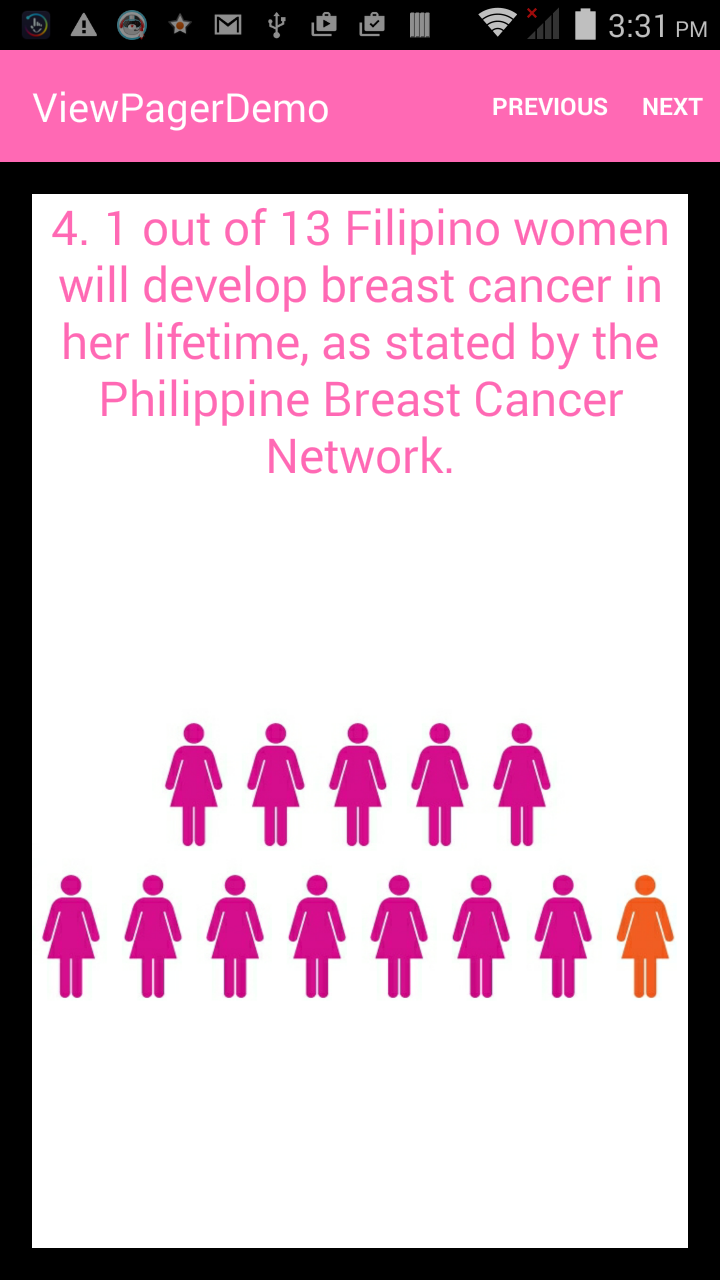 3:31 PM
ViewPagerDemo PREVIOUS NEXT
4. 1 out of 13 Filipino women
will develop breast cancer in
her lifetime, as stated by the
Philippine Breast Cancer
Network.